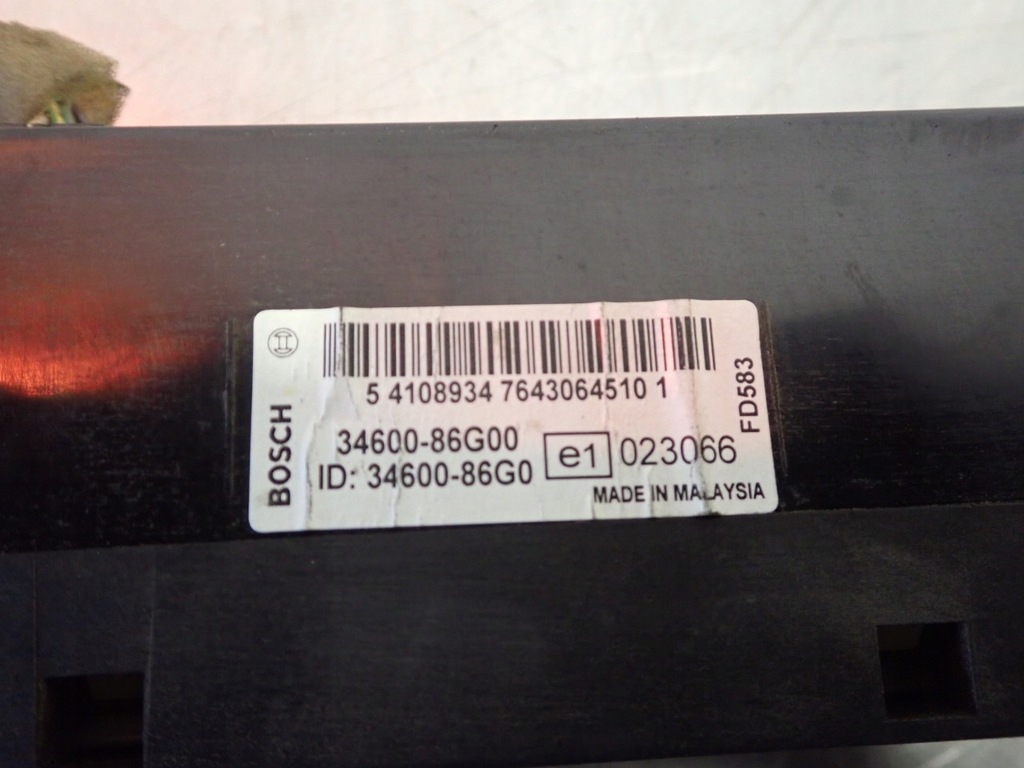 BOSCH
5 4108934 7643064510 1
34600-86G00
ID: 34600-86G0
e1 023066
MADE IN MALAYSIA
FD583